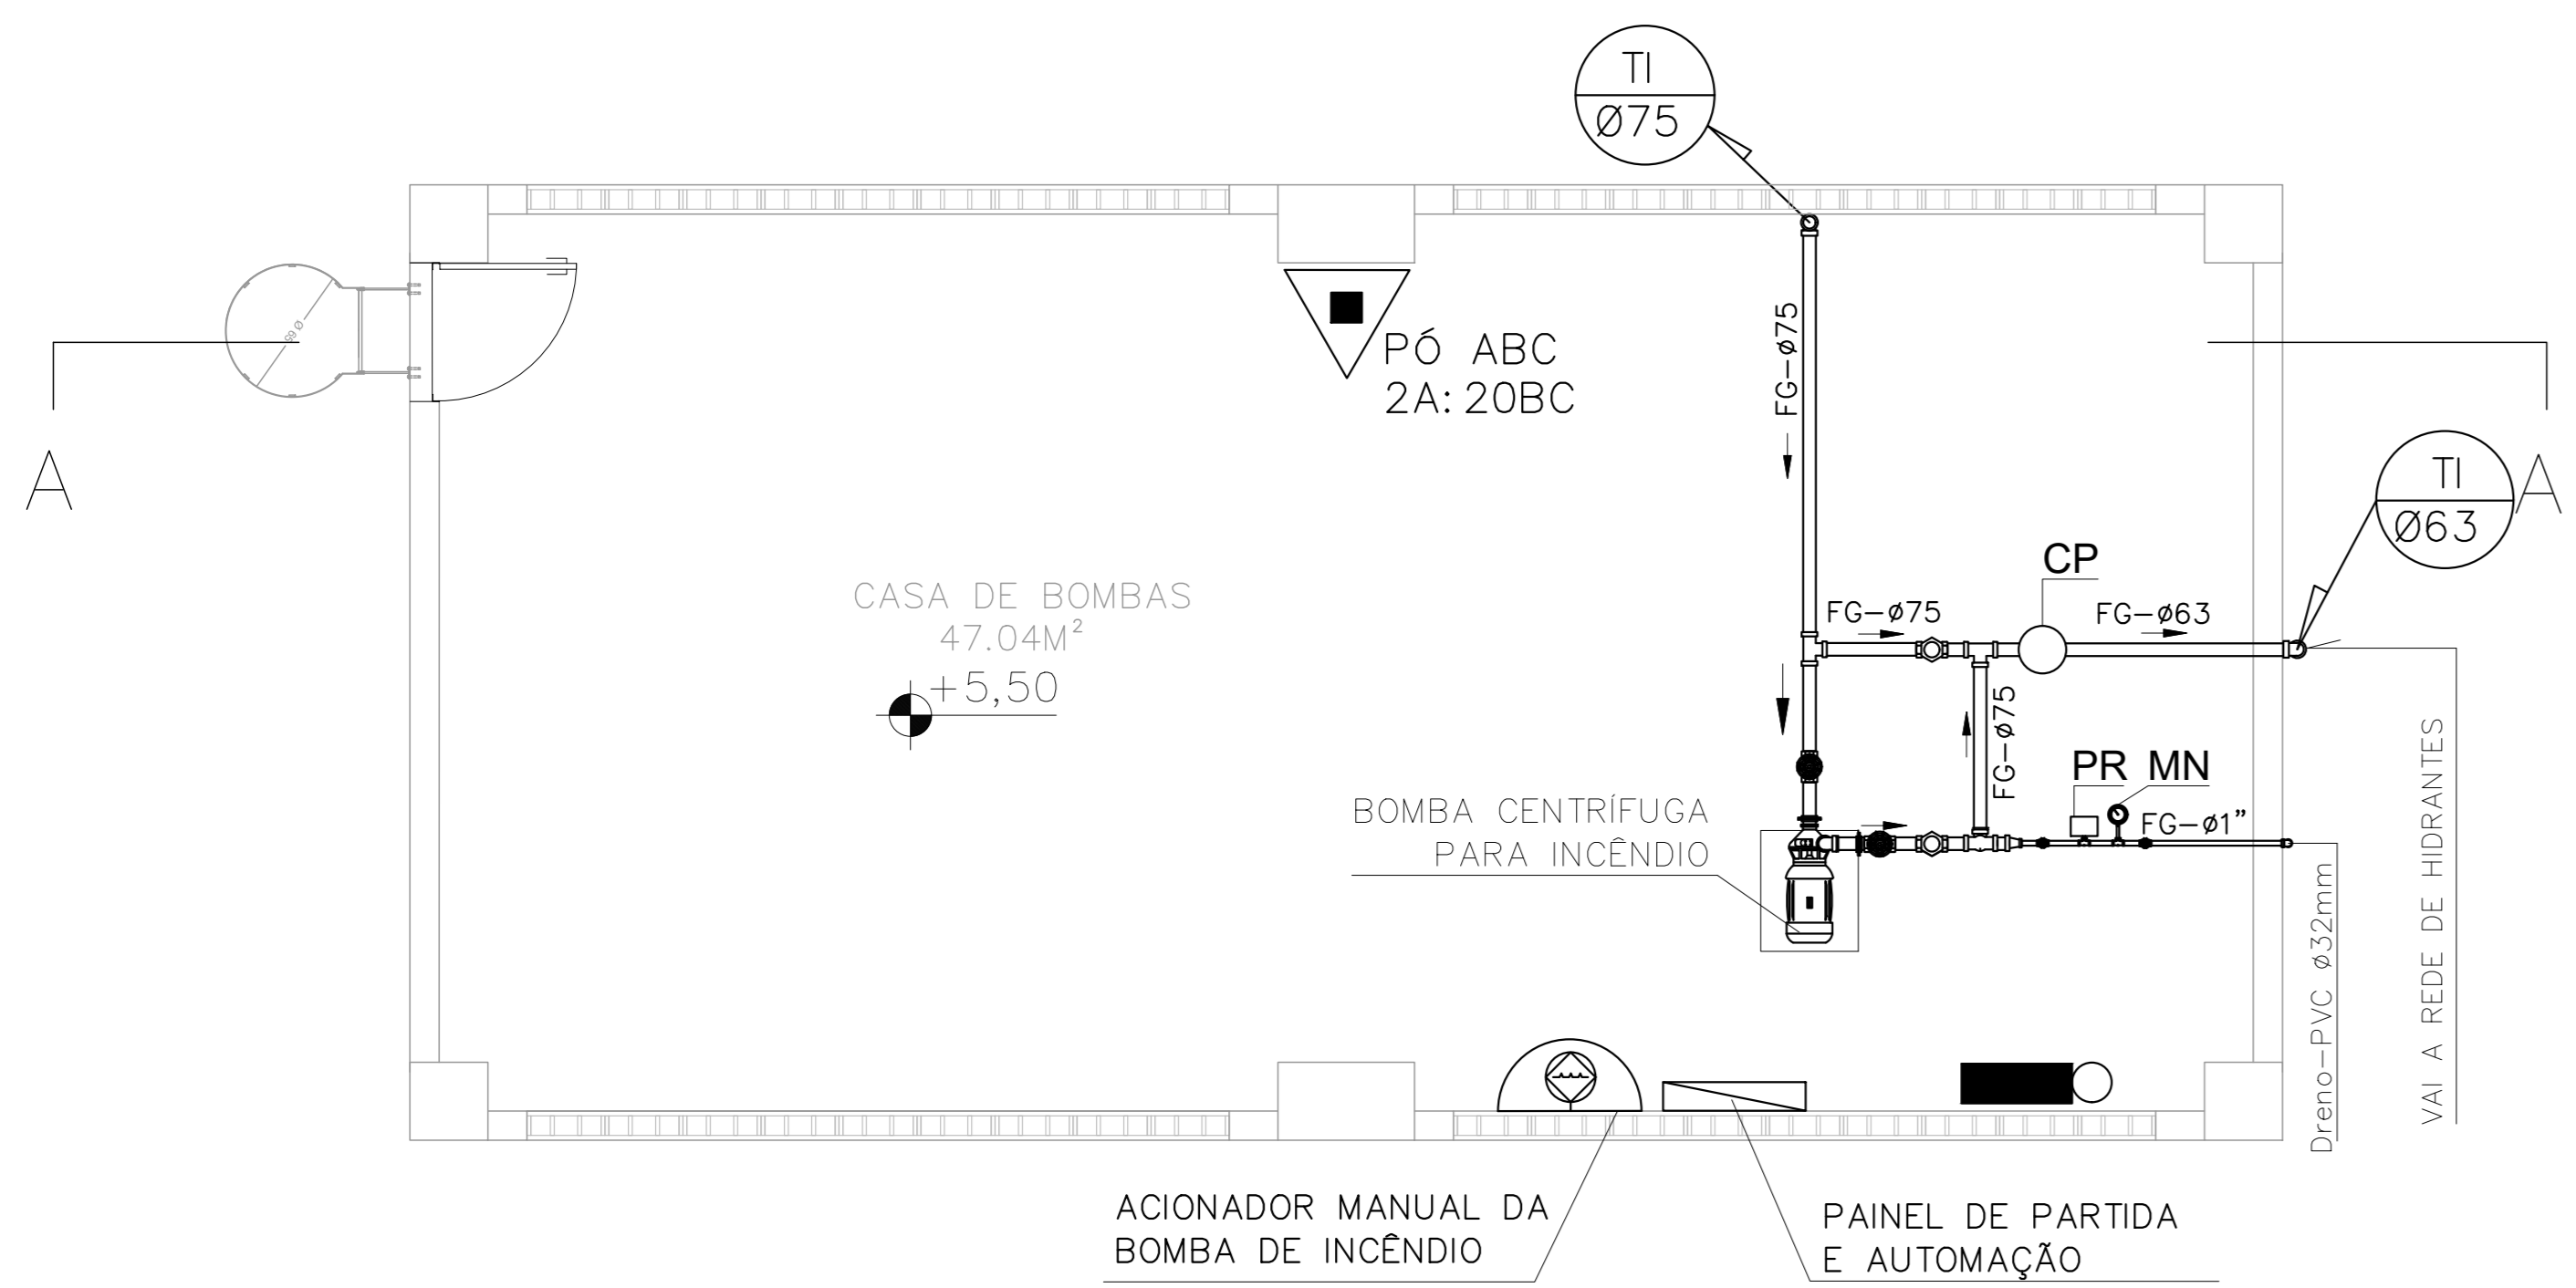 TI
Ø75
Ø 65
PÓ ABC
2A: 20BC
FG-ø75
A
A
TI
Ø63
CP
CASA DE BOMBAS
47.04M²
+5,50
FG-ø75
FG-ø63
FG-ø75
PR MN
FG-ø1"
BOMBA CENTRÍFUGA
PARA INCÊNDIO
VAI A REDE DE HIDRANTES
Dreno-PVC ø32mm
ACIONADOR MANUAL DA
BOMBA DE INCÊNDIO
PAINEL DE PARTIDA
E AUTOMAÇÃO